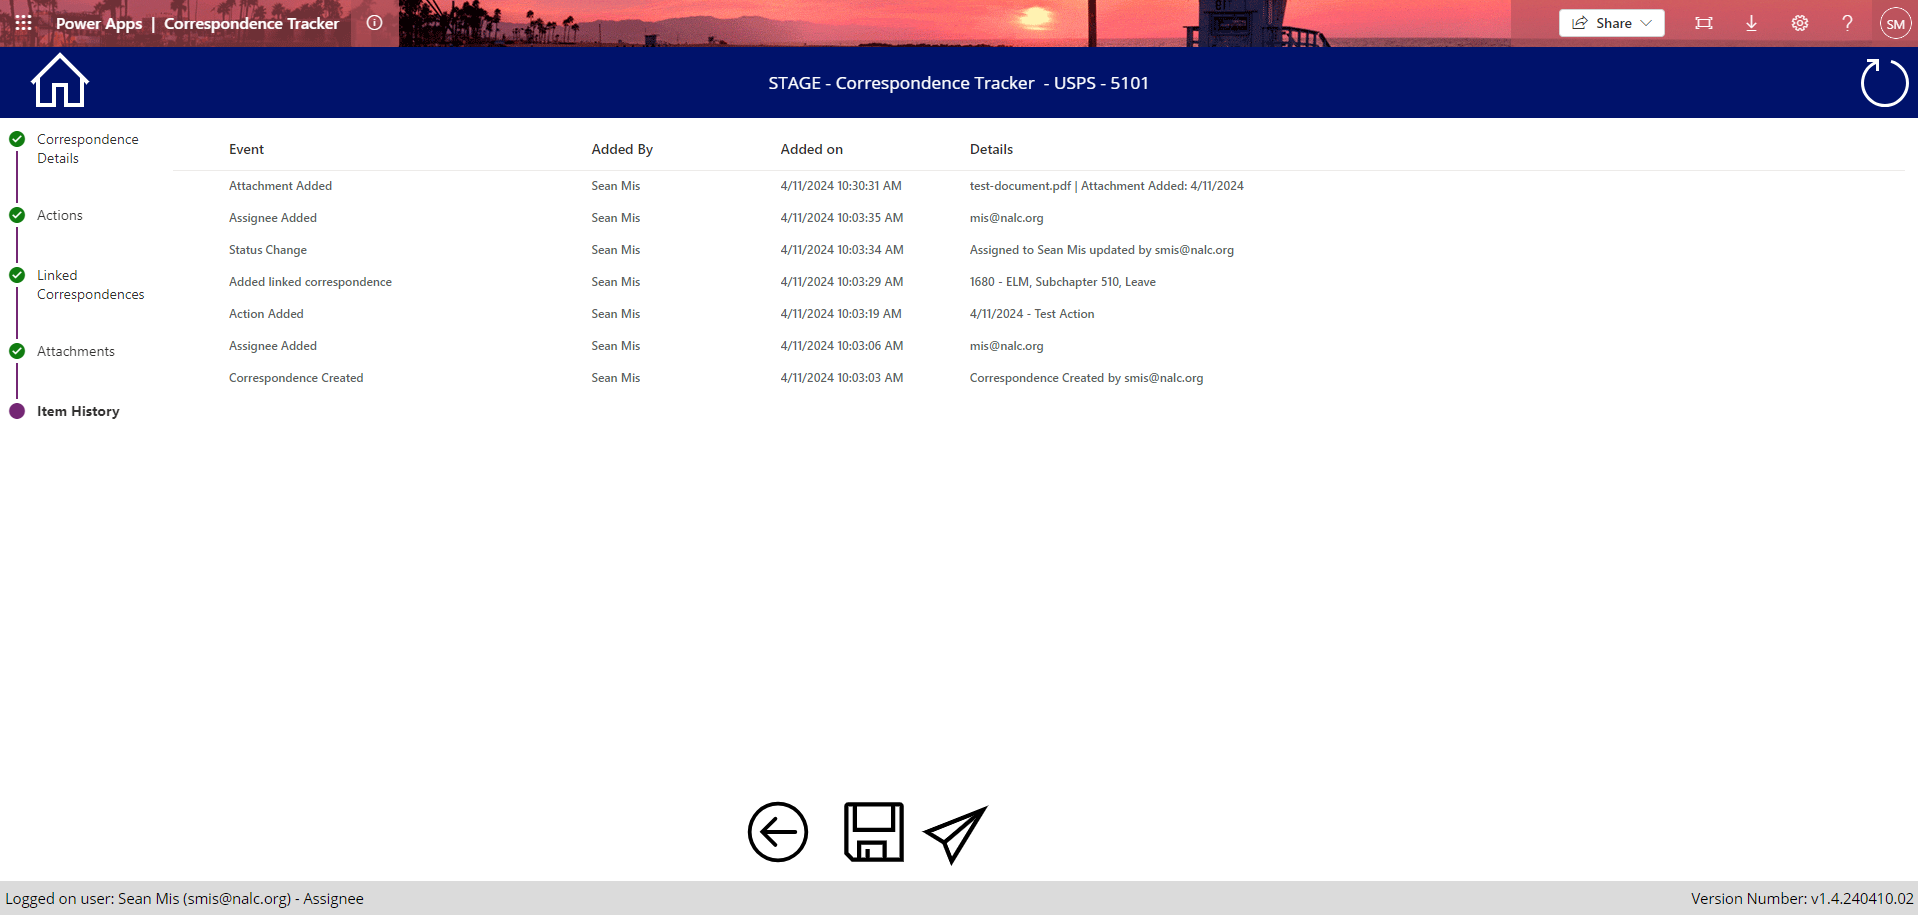 Power Apps | Correspondence Tracker
Share
SM
STAGE - Correspondence Tracker - USPS - 5101
Correspondence
Details
Actions
Linked
Correspondences
Attachments
Item History
Event Added By Added on Details
Attachment Added Sean Mis 4/11/2024 10:30:31 AM test-document.pdf | Attachment Added: 4/11/2024
Assignee Added Sean Mis 4/11/2024 10:03:35 AM mis@nalc.org
Status Change Sean Mis 4/11/2024 10:03:34 AM Assigned to Sean Mis updated by smis@nalc.org
Added linked correspondence Sean Mis 4/11/2024 10:03:29 AM 1680 - ELM, Subchapter 510, Leave
Action Added Sean Mis 4/11/2024 10:03:19 AM 4/11/2024 - Test Action
Assignee Added Sean Mis 4/11/2024 10:03:06 AM mis@nalc.org
Correspondence Created Sean Mis 4/11/2024 10:03:03 AM Correspondence Created by smis@nalc.org
Logged on user: Sean Mis (smis@nalc.org) - Assignee
Version Number: v1.4.240410.02